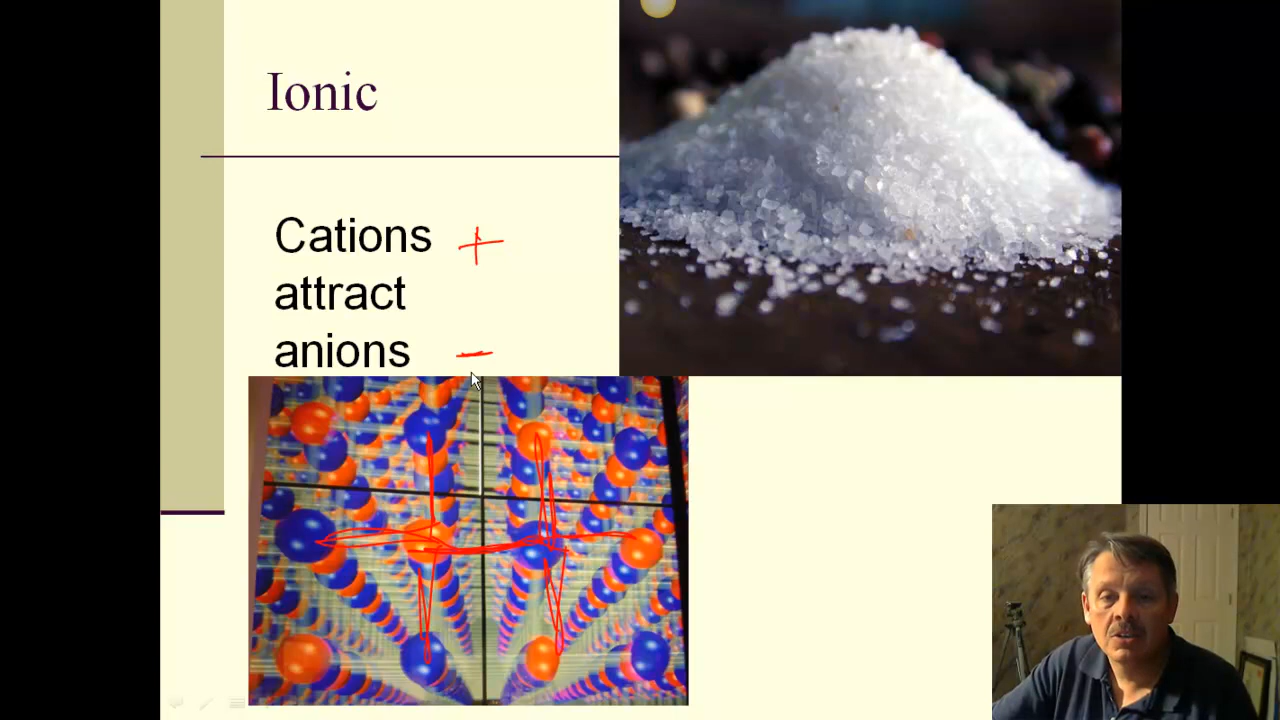 Ionic
Cations +
attract
anions −